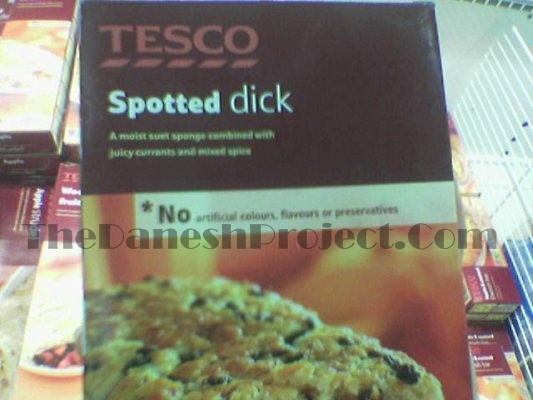 TESCO
Spotted dick
A moist suet sponge combined with
juicy currants and mixed spice
* No artificial colours, flavours or preservatives
TheDaneshProject.Com